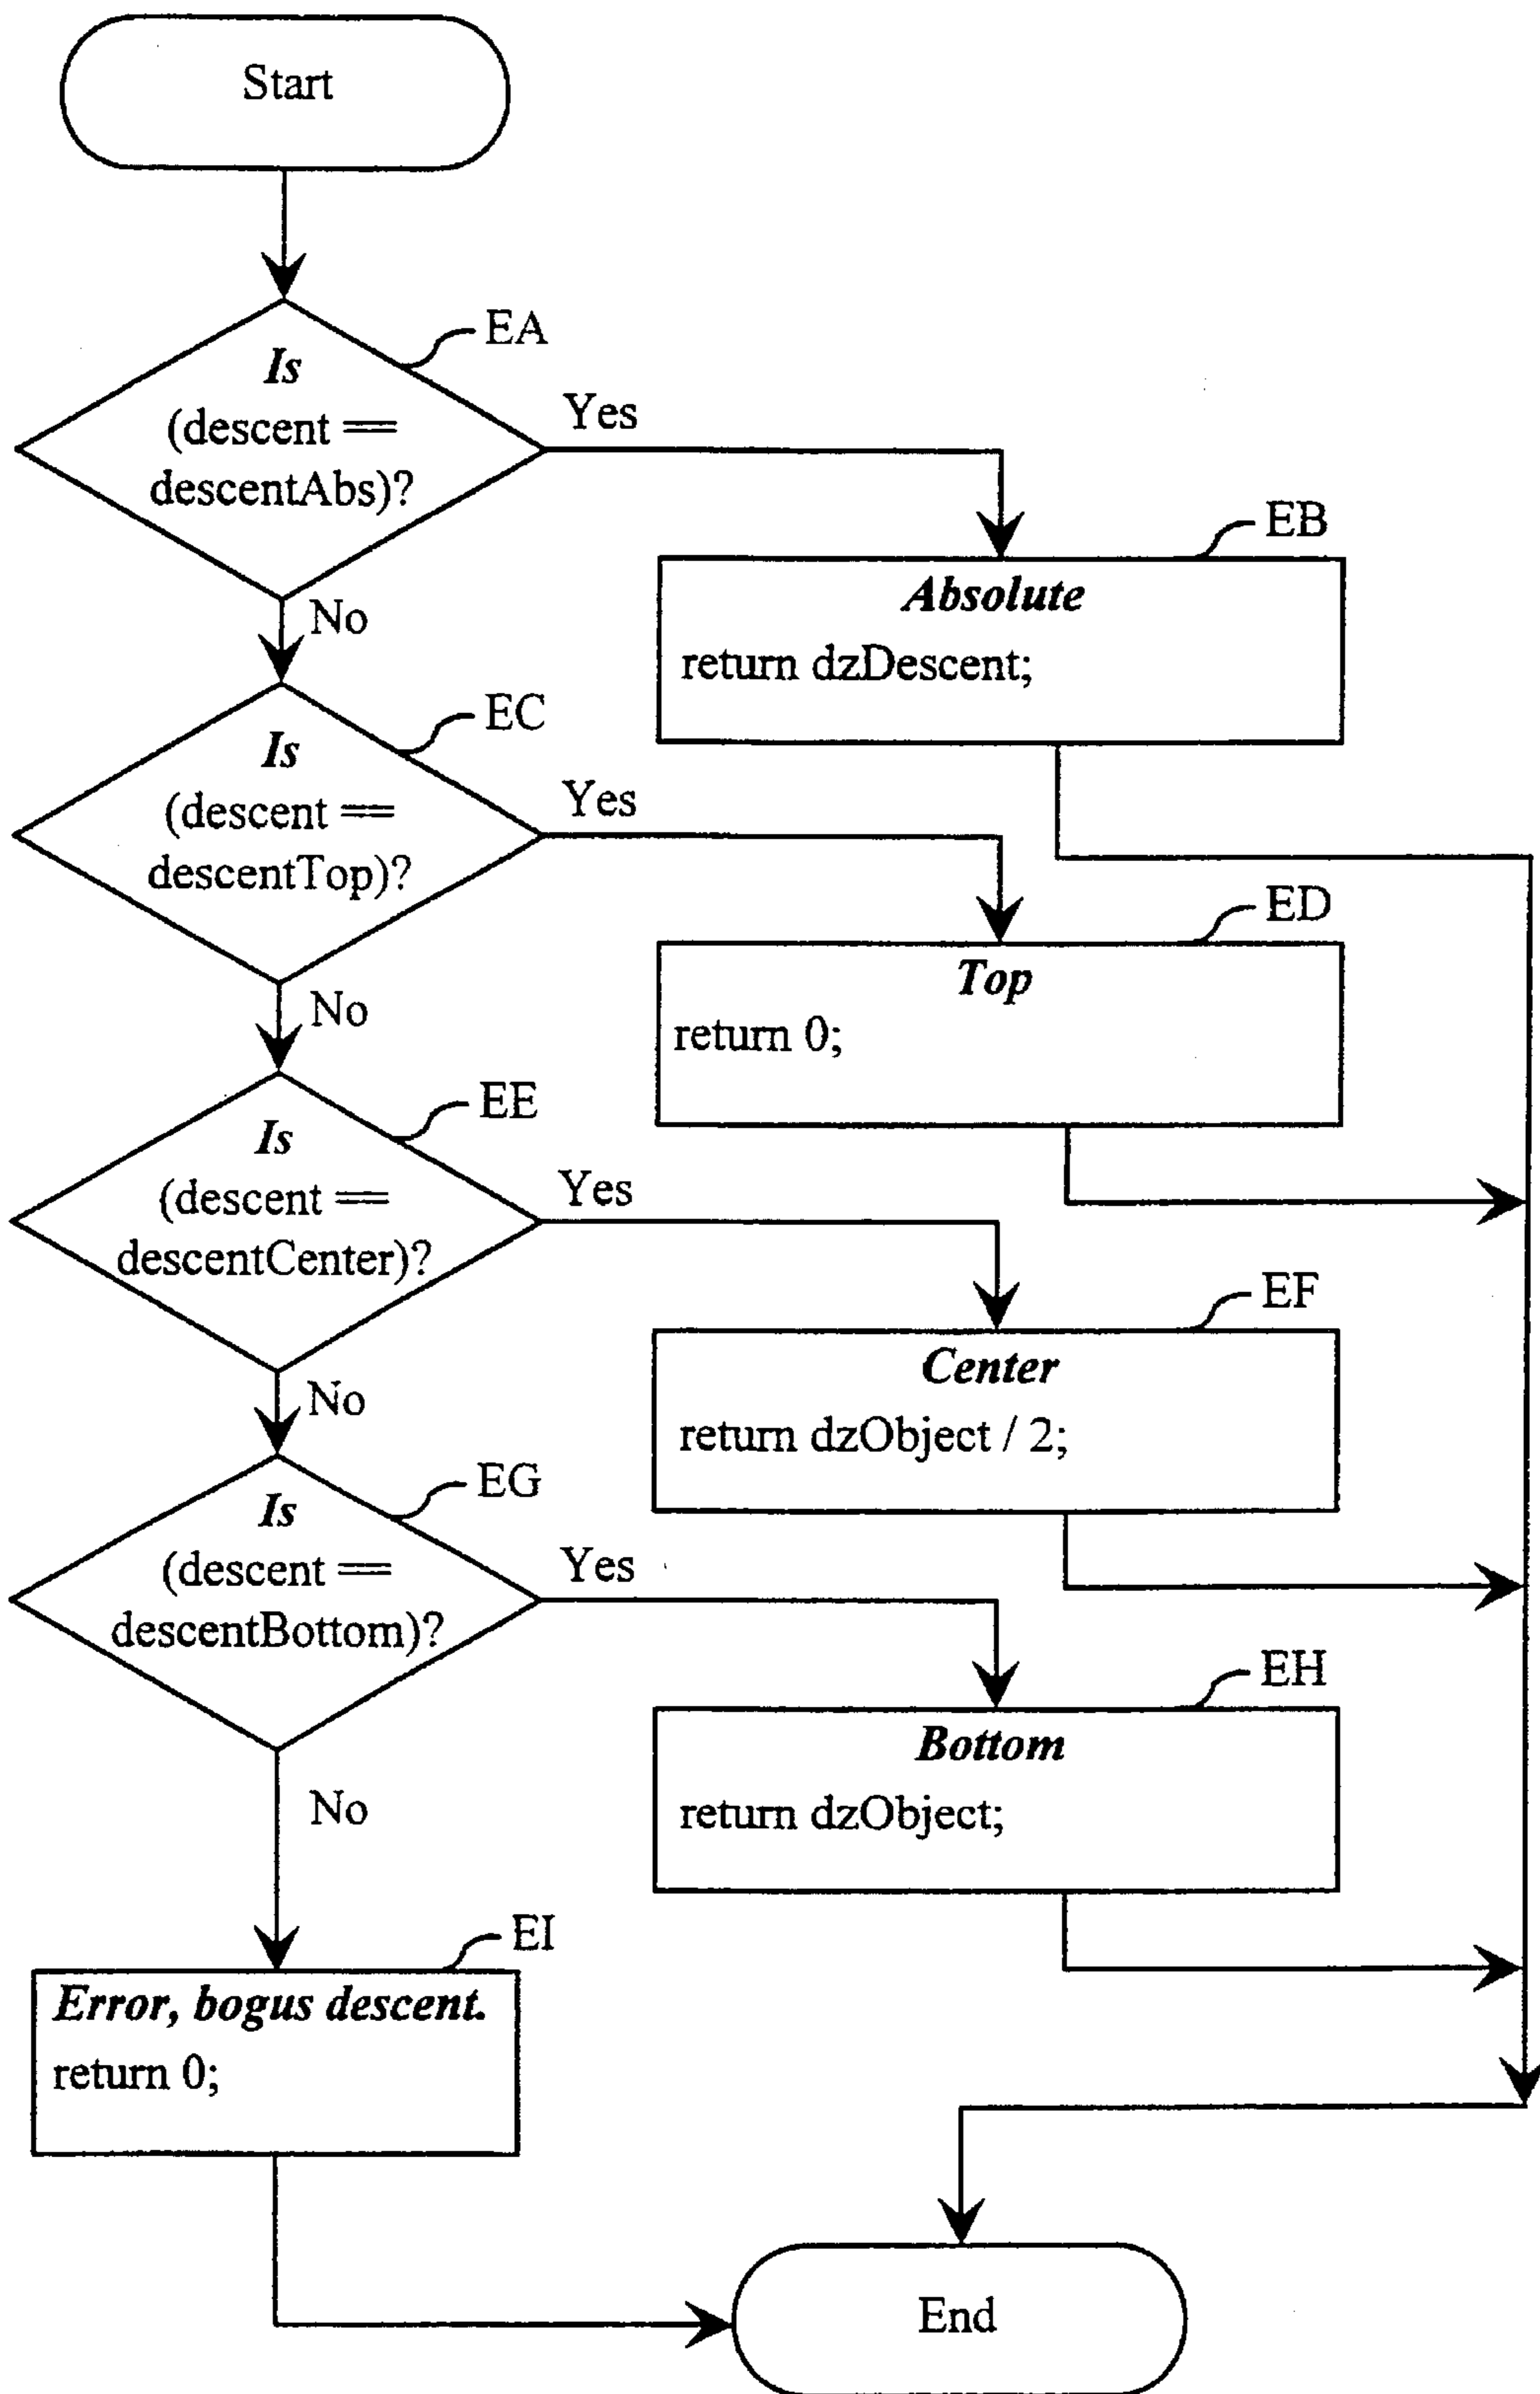 Start
EA
Is
(descent ==
descentAbs)?
Yes
No
EB
Absolute
return dzDescent;
EC
Is
(descent ==
descentTop)?
Yes
No
ED
Top
return 0;
EE
Is
(descent ==
descentCenter)?
Yes
No
EF
Center
return dzObject / 2;
EG
Is
(descent ==
descentBottom)?
Yes
No
EH
Bottom
return dzObject;
EI
Error, bogus descent.
return 0;
End